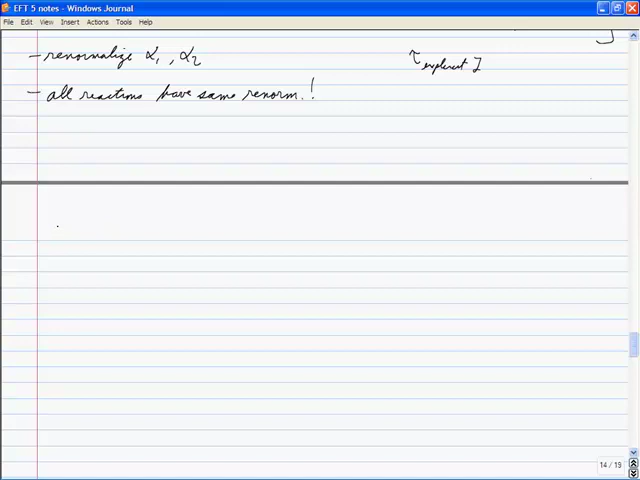 EFT 5 notes - Windows Journal
File Edit View Insert Actions Tools Help
- renormalize α₁, α₂
τ explicit I
- all reactions have same renorm.!
14 / 19